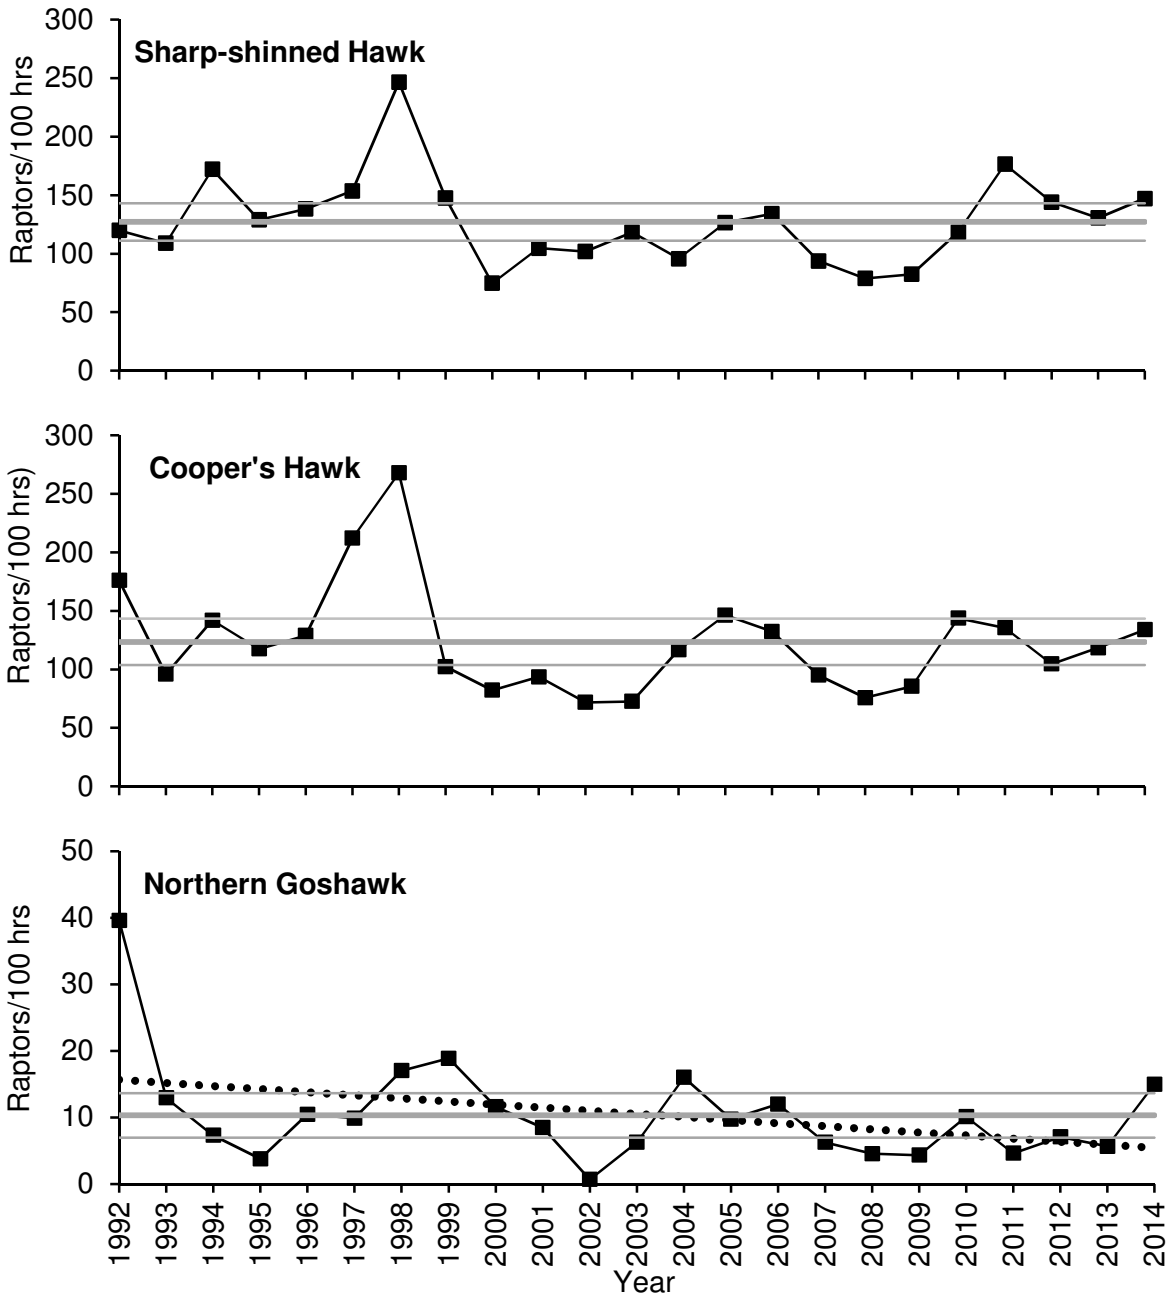 Sharp-shinned Hawk
Raptors/100 hrs
300
250
200
150
100
50
0
Cooper's Hawk
Raptors/100 hrs)
300
250
200
150
100
50
0
Northern Goshawk
Raptors/100 hrs
50
40
30
20
10
0
1992 1993 1994 1995 1996 1997 1998 1999 2000 2001 2002 2003 2004 2005 2006 2007 2008 2009 2010 2011 2012 2013 2014
Year